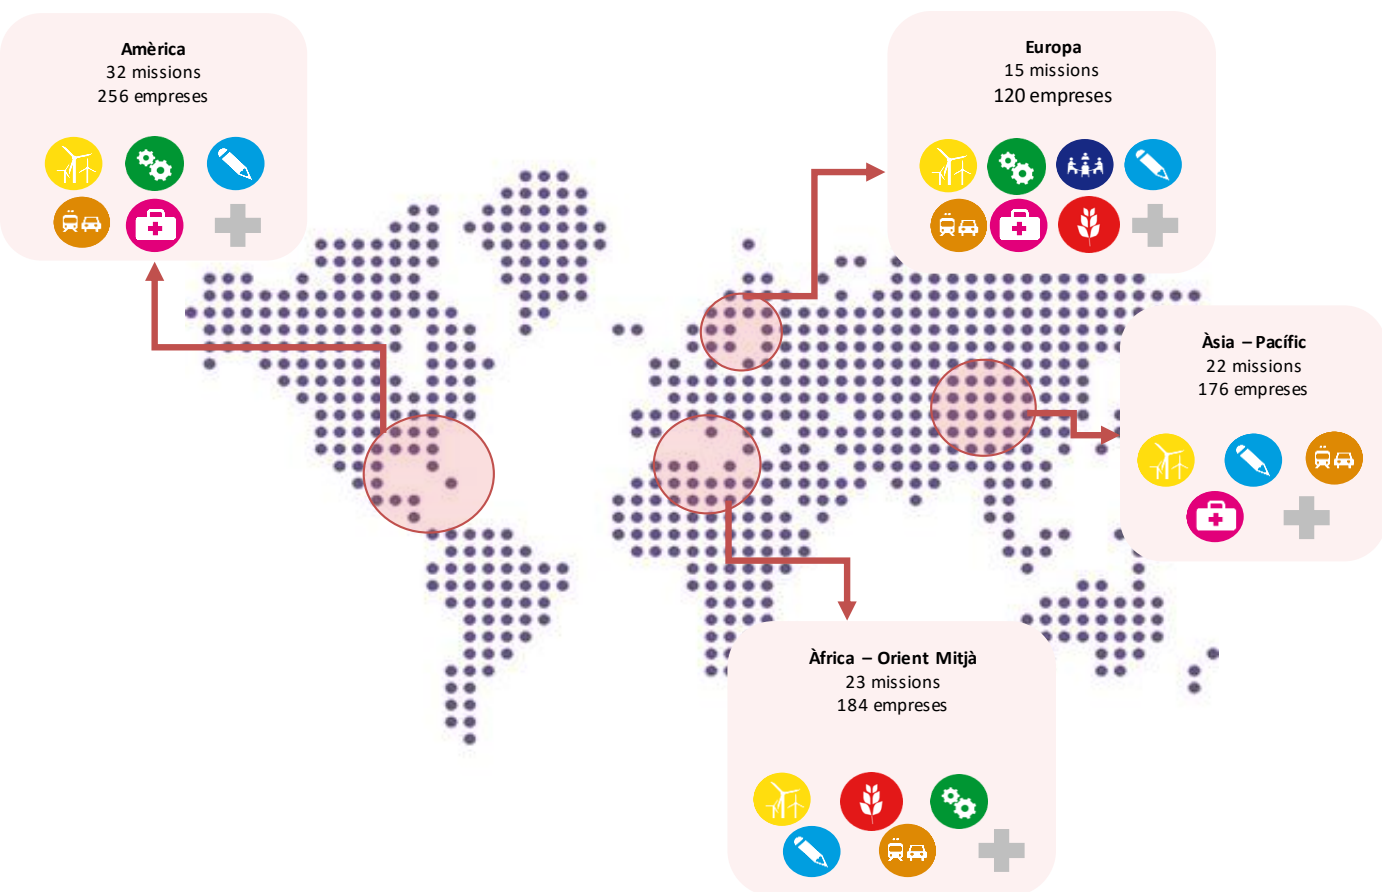 Amèrica
32 missions
256 empreses
Europa
15 missions
120 empreses
Àsia – Pacífic
22 missions
176 empreses
Àfrica – Orient Mitjà
23 missions
184 empreses